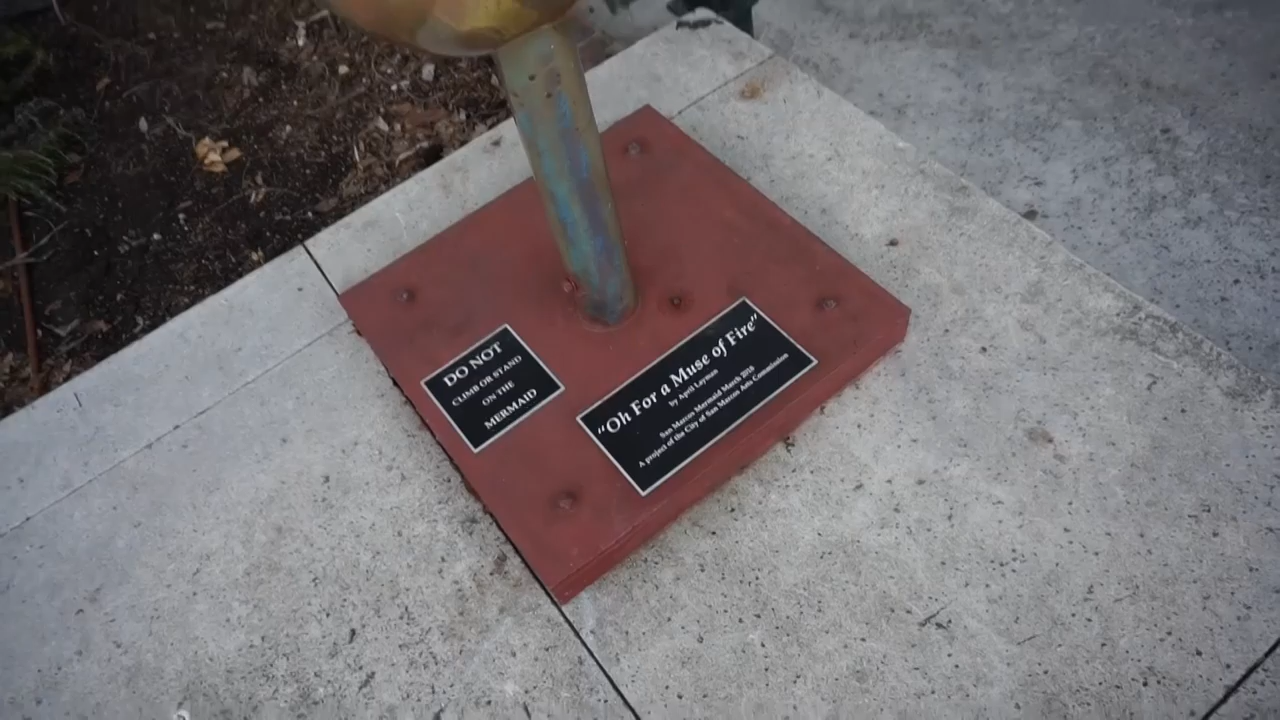 DO NOT
CLIMB OR STAND
ON THE
MERMAID
"Oh For a Muse of Fire"
by April Layman
San Marcos Mermaid March 2018
A project of the City of San Marcos Arts Commission